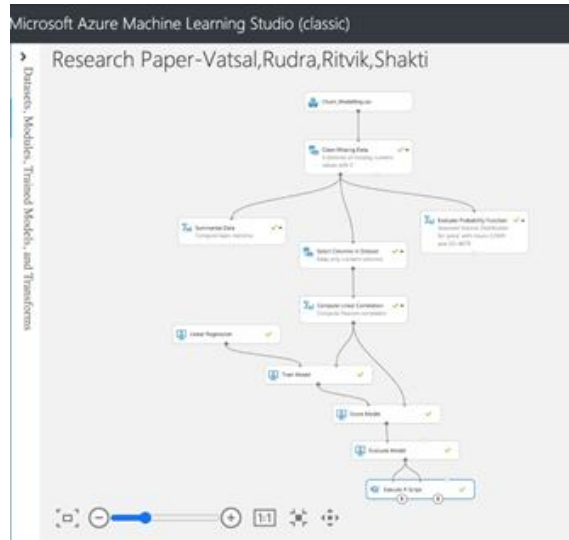 Microsoft Azure Machine Learning Studio (classic)
Research Paper-Vatsal,Rudra,Ritvik,Shakti
Datasets, Modules, Trained Models, and Transforms
Churn_Modelling.csv
Clean Missing Data
Summarize Data
Select Columns in Dataset
Evaluate Probability Function
Compute Linear Correlation
Linear Regression
Train Model
Score Model
Evaluate Model
Execute R Script
1:1